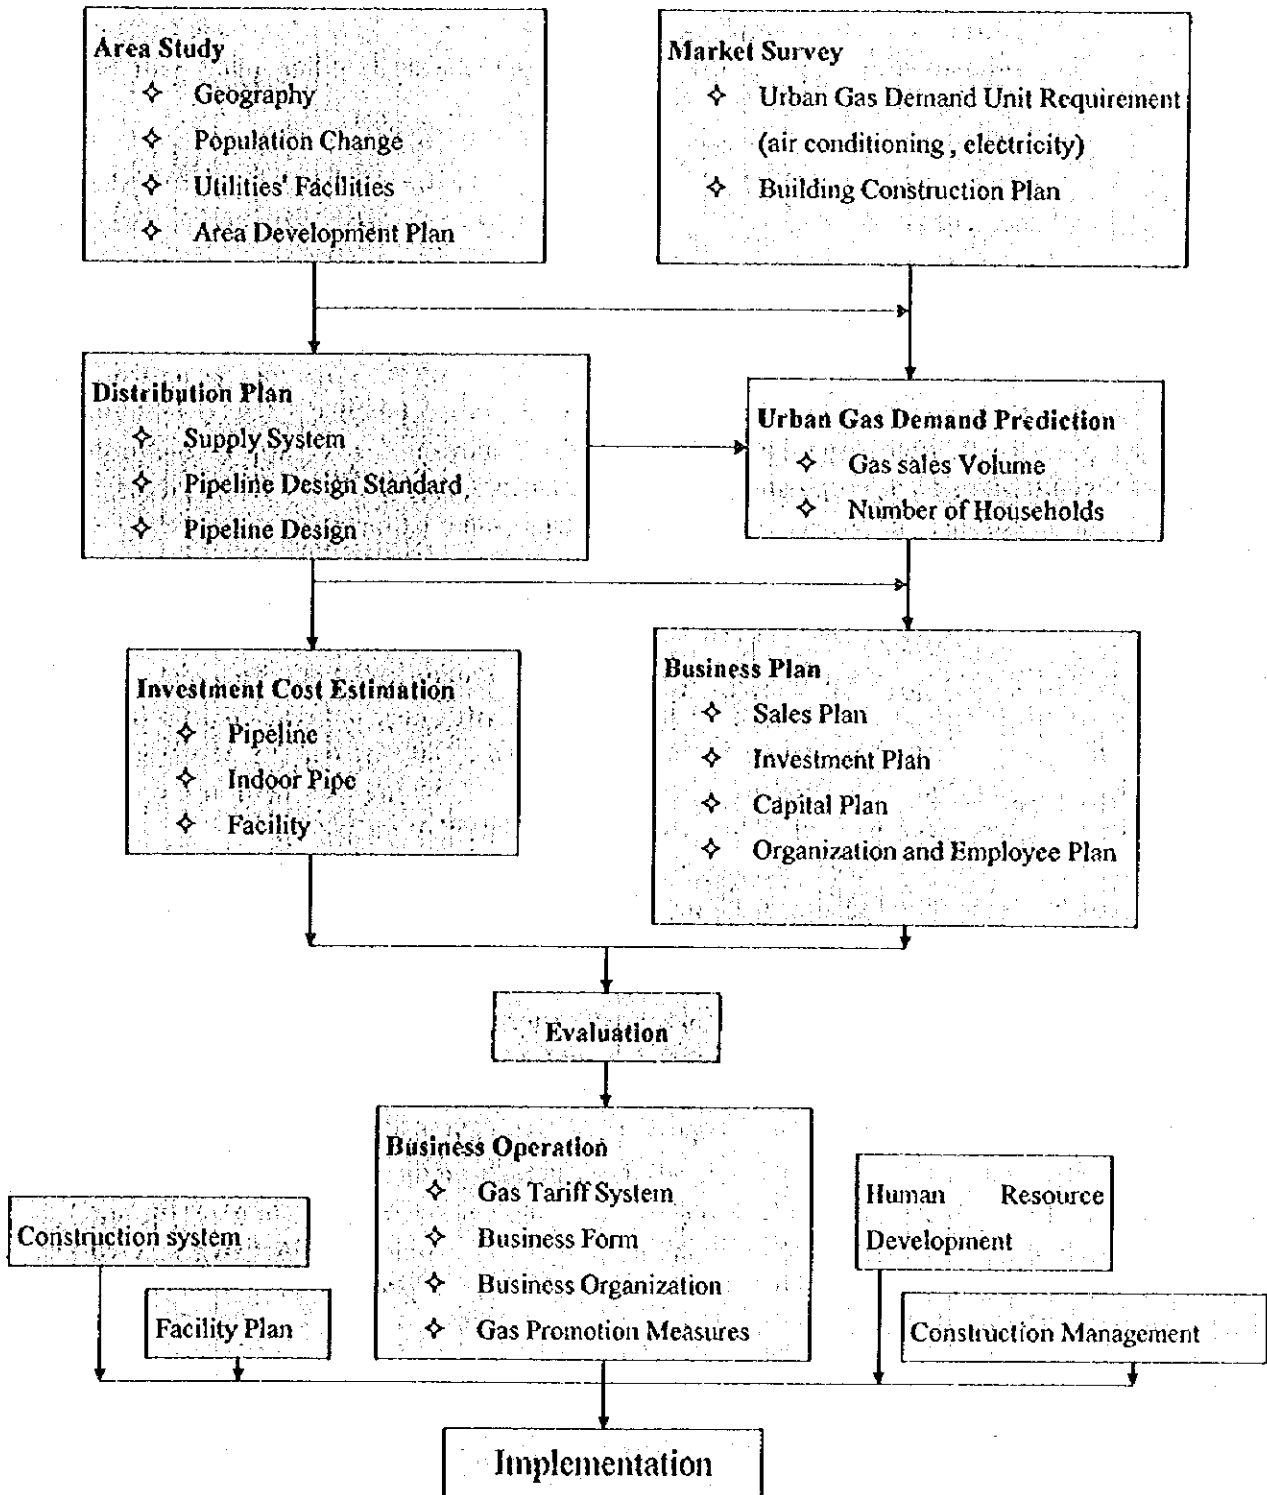 Area Study
✧ Geography
✧ Population Change
✧ Utilities' Facilities
✧ Area Development Plan
Market Survey
✧ Urban Gas Demand Unit Requirement
(air conditioning , electricity)
✧ Building Construction Plan
Distribution Plan
✧ Supply System
✧ Pipeline Design Standard
✧ Pipeline Design
Urban Gas Demand Prediction
✧ Gas sales Volume
✧ Number of Households
Investment Cost Estimation
✧ Pipeline
✧ Indoor Pipe
✧ Facility
Business Plan
✧ Sales Plan
✧ Investment Plan
✧ Capital Plan
✧ Organization and Employee Plan
Evaluation
Business Operation
✧ Gas Tariff System
✧ Business Form
✧ Business Organization
✧ Gas Promotion Measures
Construction system
Facility Plan
Human Resource
Development
Construction Management
Implementation